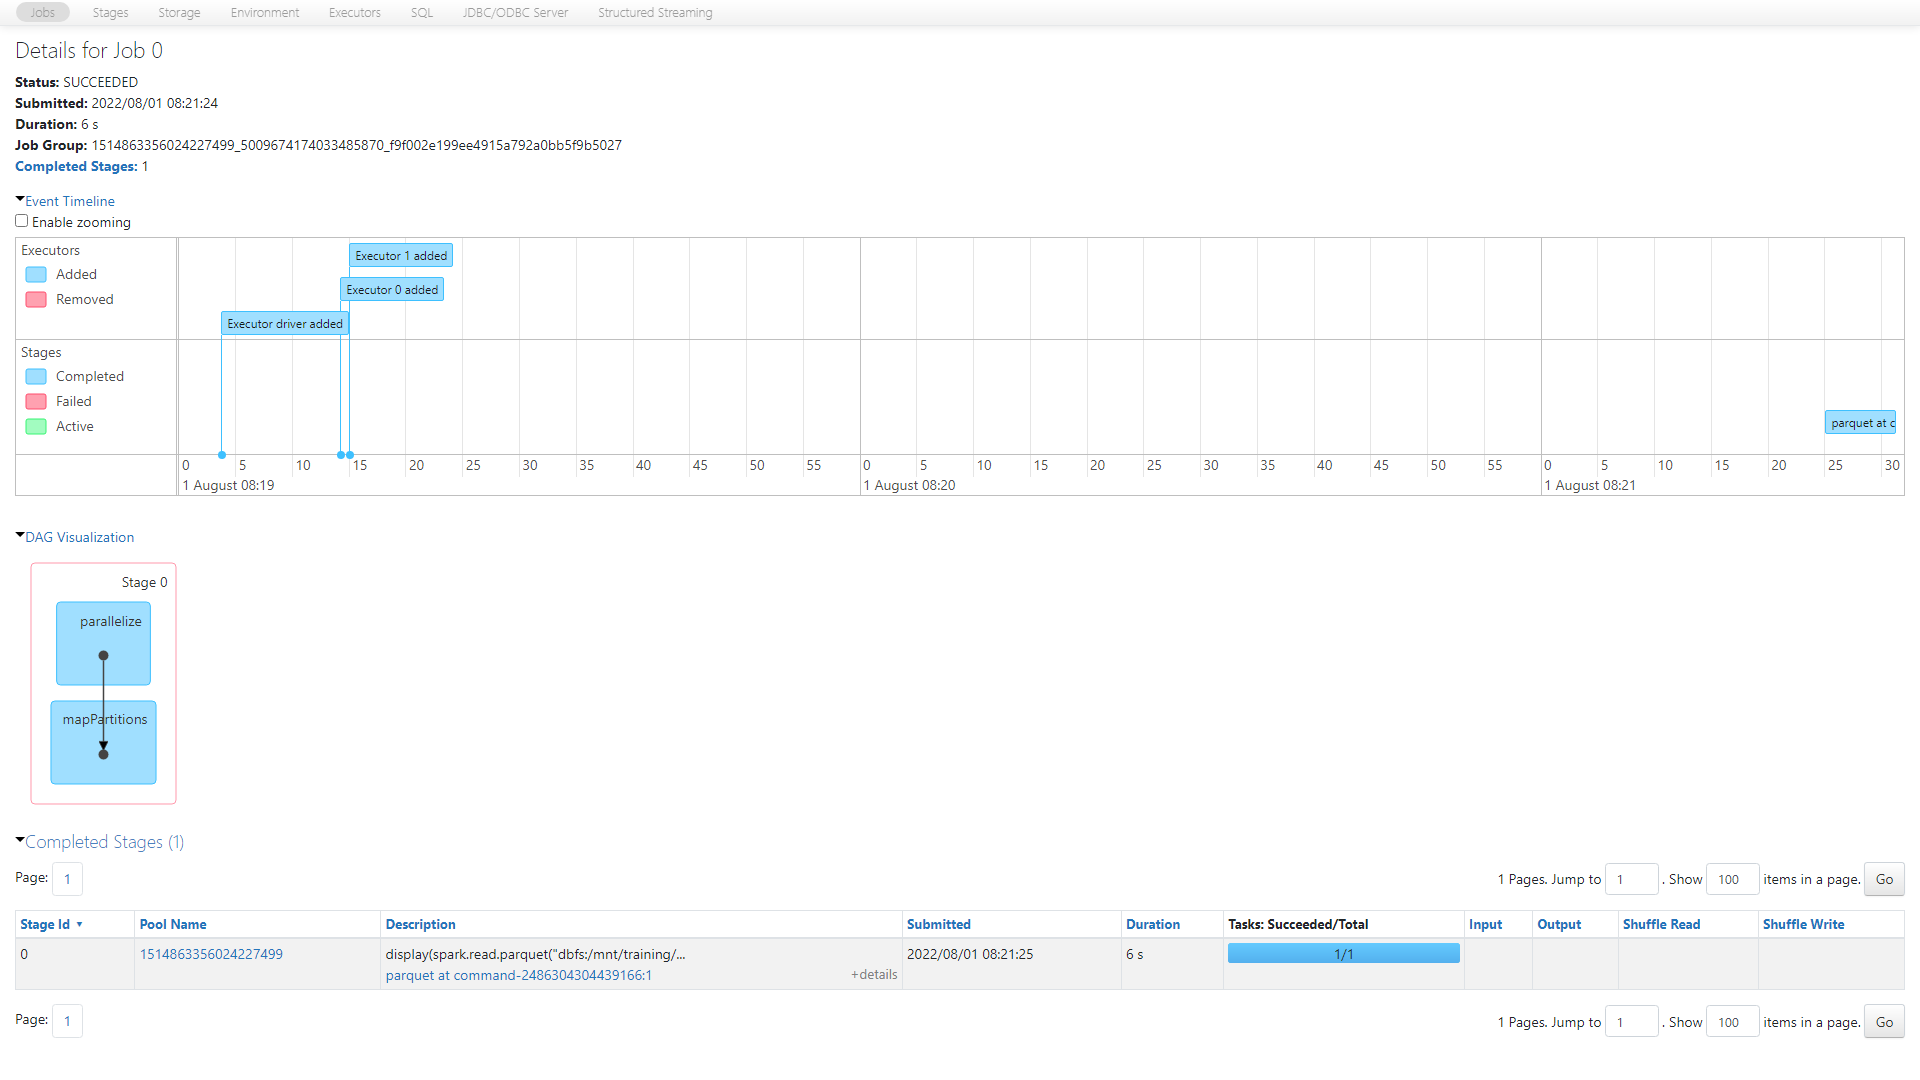 Jobs Stages Storage Environment Executors SQL JDBC/ODBC Server Structured Streaming
Details for Job 0
Status: SUCCEEDED
Submitted: 2022/08/01 08:21:24
Duration: 6 s
Job Group: 1514863356024227499_5009674174033485870_f9f002e199ee4915a792a0bb5f9b5027
Completed Stages: 1
Event Timeline
Enable zooming
Executors
Added
Removed
Executor 1 added
Executor 0 added
Executor driver added
Stages
Completed
Failed
Active
parquet at c
0 5 10 15 20 25 30 35 40 45 50 55 0 5 10 15 20 25 30 35 40 45 50 55 0 5 10 15 20 25 30
1 August 08:19 1 August 08:20 1 August 08:21
DAG Visualization
Stage 0
parallelize
mapPartitions
Completed Stages (1)
Page: 1 1 Pages. Jump to 1 . Show 100 items in a page. Go
Stage Id Pool Name Description Submitted Duration Tasks: Succeeded/Total Input Output Shuffle Read Shuffle Write
0 1514863356024227499 display(spark.read.parquet("dbfs:/mnt/training/... 2022/08/01 08:21:25 6 s 1/1
parquet at command-2486304304439166:1 +details
Page: 1 1 Pages. Jump to 1 . Show 100 items in a page. Go